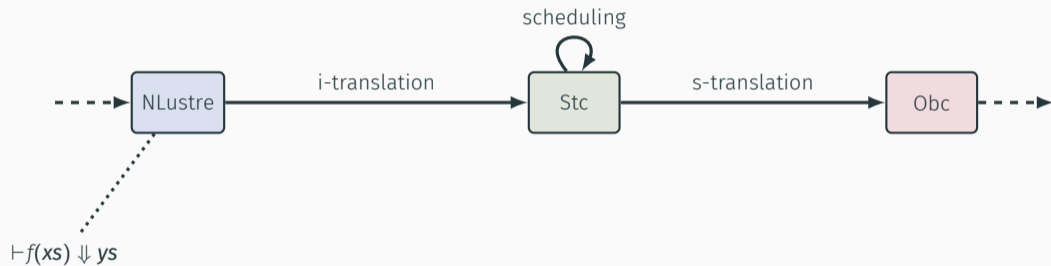 scheduling
i-translation
s-translation
NLustre
Stc
Obc
⊢f(xs) ⇓ ys